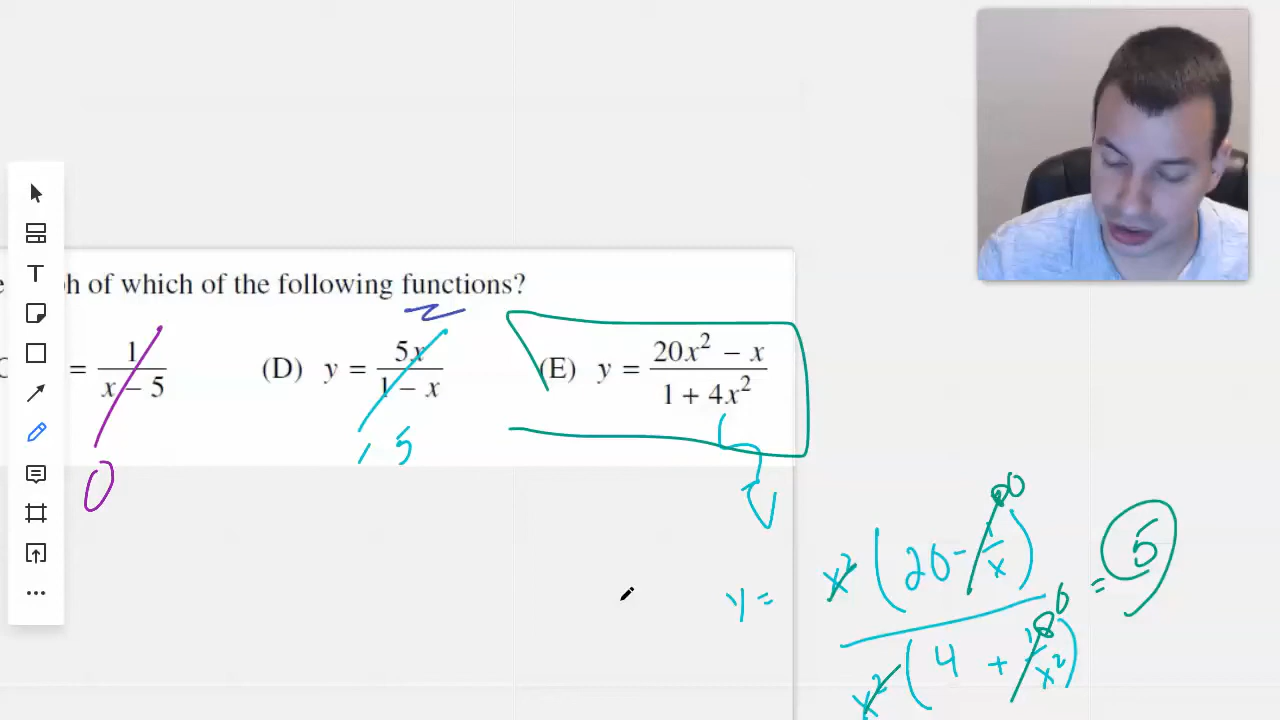 h of which of the following functions?
= 1 / (x − 5)
(D) y = 5x / (1 − x)
(E) y = (20x² − x) / (1 + 4x²)
0
5
y = x²(20 − 1/x) / x²(4 + 1/x²) = 5
0
0
T